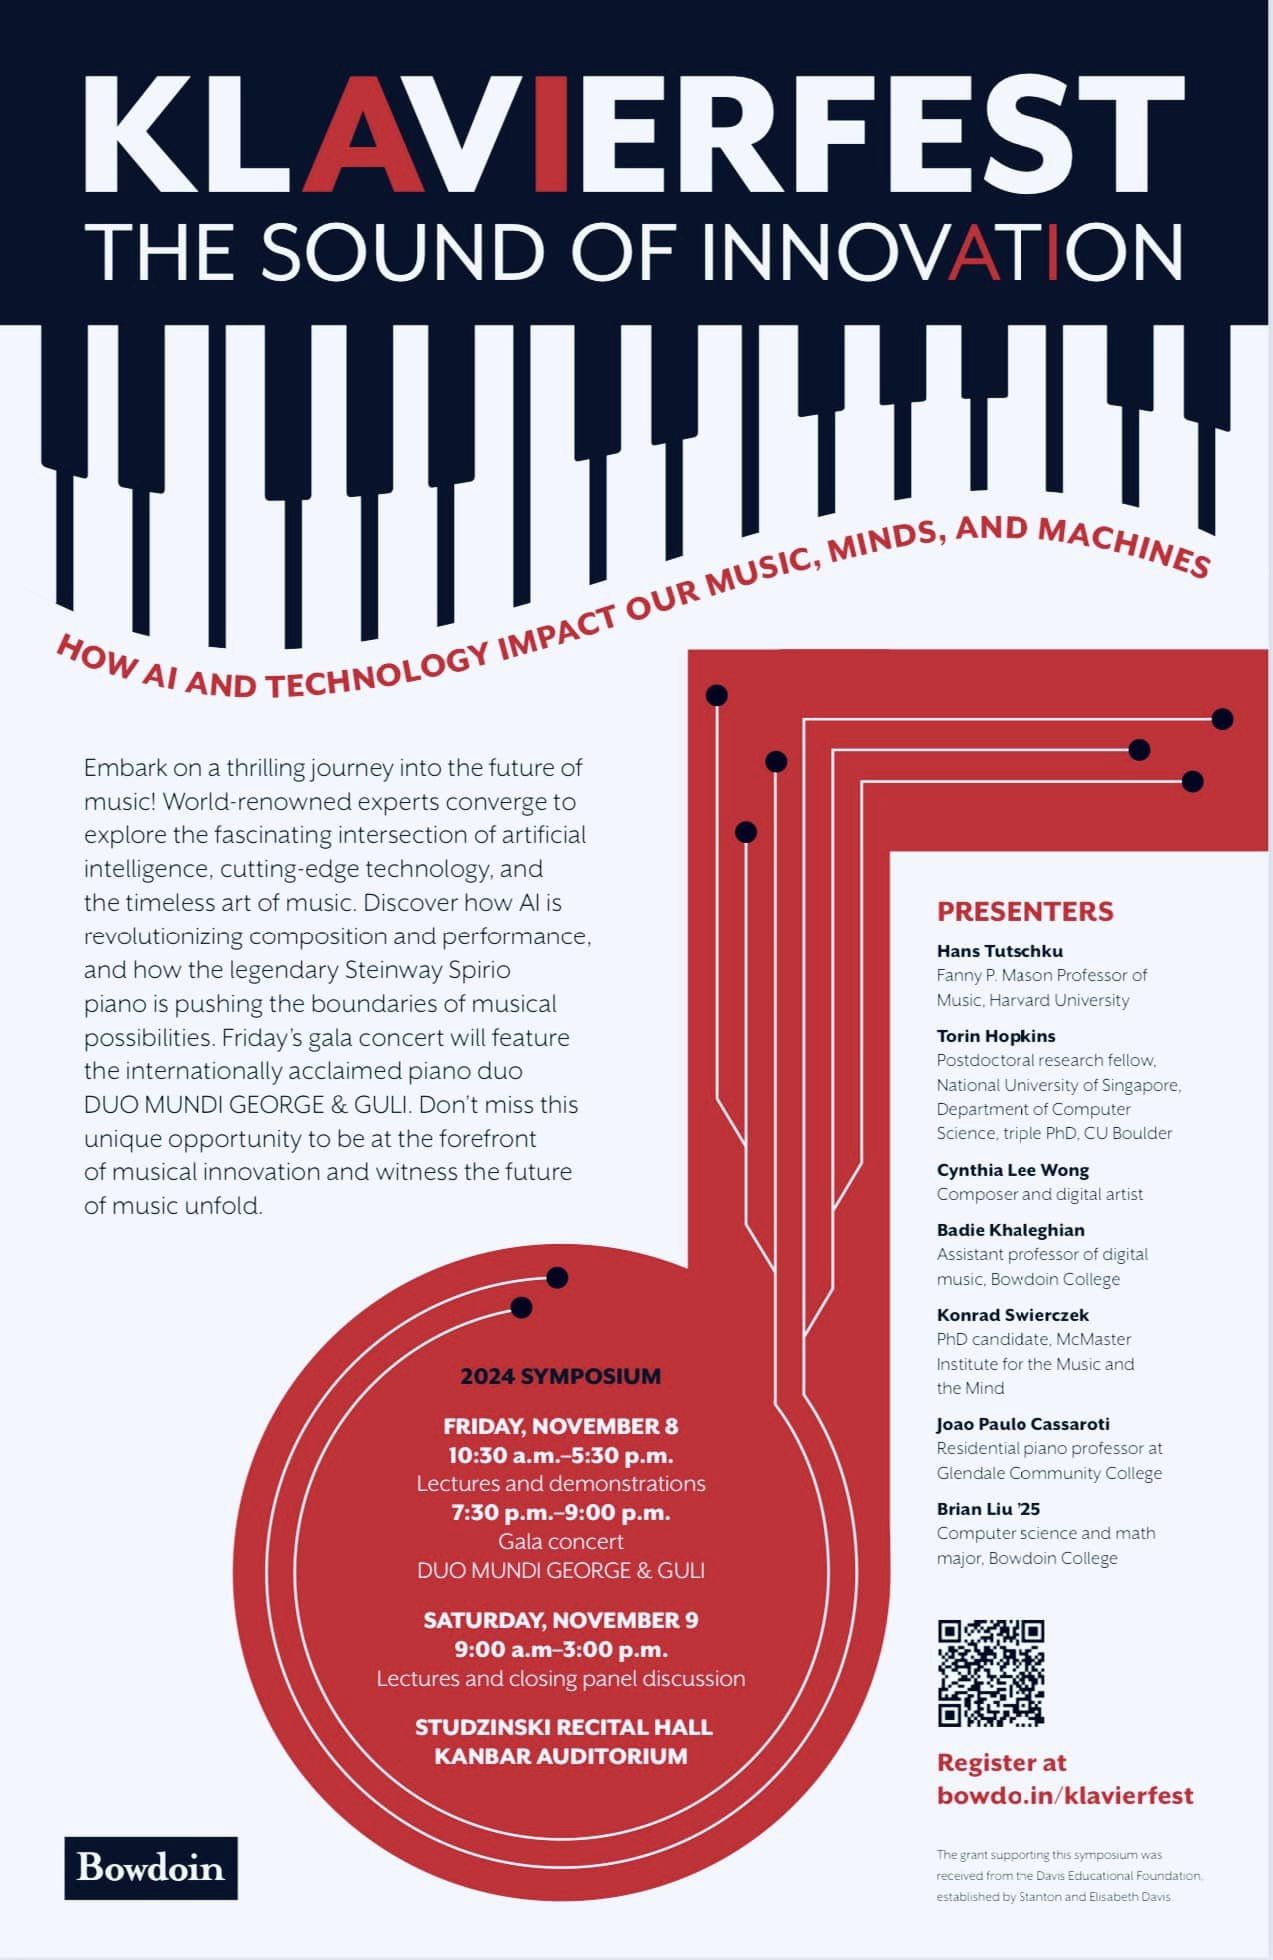 KLAVIERFEST
THE SOUND OF INNOVATION
HOW AI AND TECHNOLOGY IMPACT OUR MUSIC, MINDS, AND MACHINES
Embark on a thrilling journey into the future of
music! World-renowned experts converge to
explore the fascinating intersection of artificial
intelligence, cutting-edge technology, and
the timeless art of music. Discover how AI is
revolutionizing composition and performance,
and how the legendary Steinway Spirio
piano is pushing the boundaries of musical
possibilities. Friday's gala concert will feature
the internationally acclaimed piano duo
DUO MUNDI GEORGE & GULI. Don't miss this
unique opportunity to be at the forefront
of musical innovation and witness the future
of music unfold.
2024 SYMPOSIUM
FRIDAY, NOVEMBER 8
10:30 a.m.–5:30 p.m.
Lectures and demonstrations
7:30 p.m.–9:00 p.m.
Gala concert
DUO MUNDI GEORGE & GULI
SATURDAY, NOVEMBER 9
9:00 a.m–3:00 p.m.
Lectures and closing panel discussion
STUDZINSKI RECITAL HALL
KANBAR AUDITORIUM
PRESENTERS
Hans Tutschku
Fanny P. Mason Professor of
Music, Harvard University
Torin Hopkins
Postdoctoral research fellow,
National University of Singapore,
Department of Computer
Science, triple PhD, CU Boulder
Cynthia Lee Wong
Composer and digital artist
Badie Khaleghian
Assistant professor of digital
music, Bowdoin College
Konrad Swierczek
PhD candidate, McMaster
Institute for the Music and
the Mind
Joao Paulo Cassaroti
Residential piano professor at
Glendale Community College
Brian Liu '25
Computer science and math
major, Bowdoin College
Register at
bowdo.in/klavierfest
The grant supporting this symposium was
received from the Davis Educational Foundation,
established by Stanton and Elisabeth Davis
Bowdoin